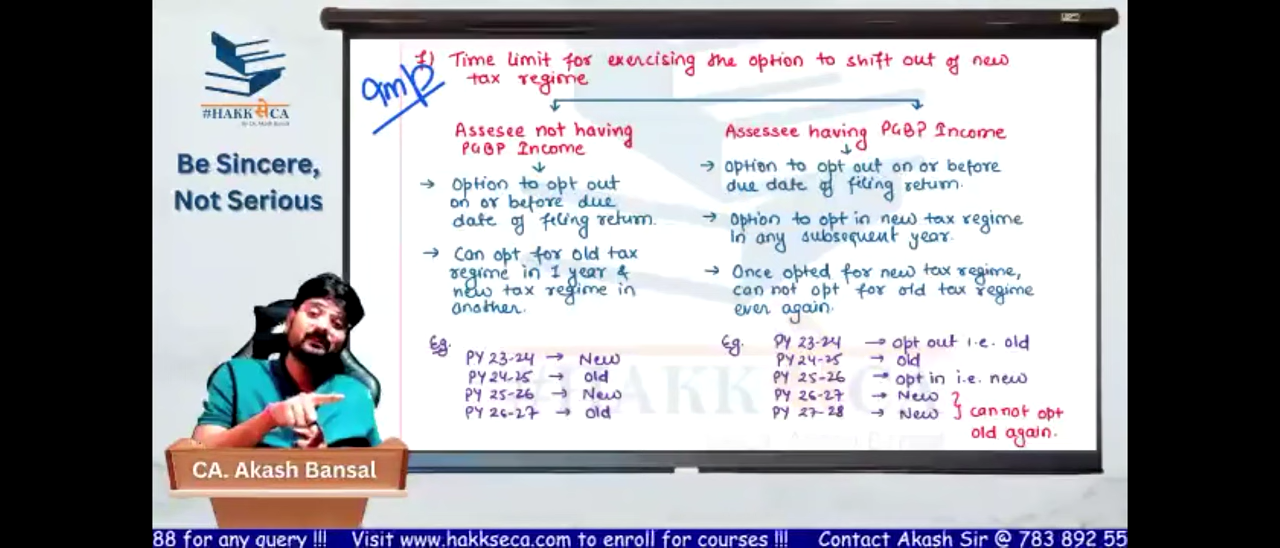 #HAKKसेCA
BY CA. AKASH BANSAL
Be Sincere,
Not Serious
Imp
1) Time limit for exercising the option to shift out of new
tax regime
Assesee not having
PGBP Income
→ Option to opt out
on or before due
date of filing return.
→ Can opt for old tax
regime in 1 year &
new tax regime in
another.
Eg.
PY 23-24 → New
PY 24-25 → old
PY 25-26 → New
PY 26-27 → old
Assessee having PGBP Income
→ Option to opt out on or before
due date of filing return.
→ Option to opt in new tax regime
in any subsequent year.
→ Once opted for new tax regime,
can not opt for old tax regime
ever again.
Eg. PY 23-24 → opt out i.e. old
PY 24-25 → old
PY 25-26 → opt in i.e. new
PY 26-27 → New
PY 27-28 → New
cannot opt
old again.
#HAKK CA
CA. Akash Bansal
88 for any query !!! Visit www.hakkseca.com to enroll for courses !!! Contact Akash Sir @ 783 892 55